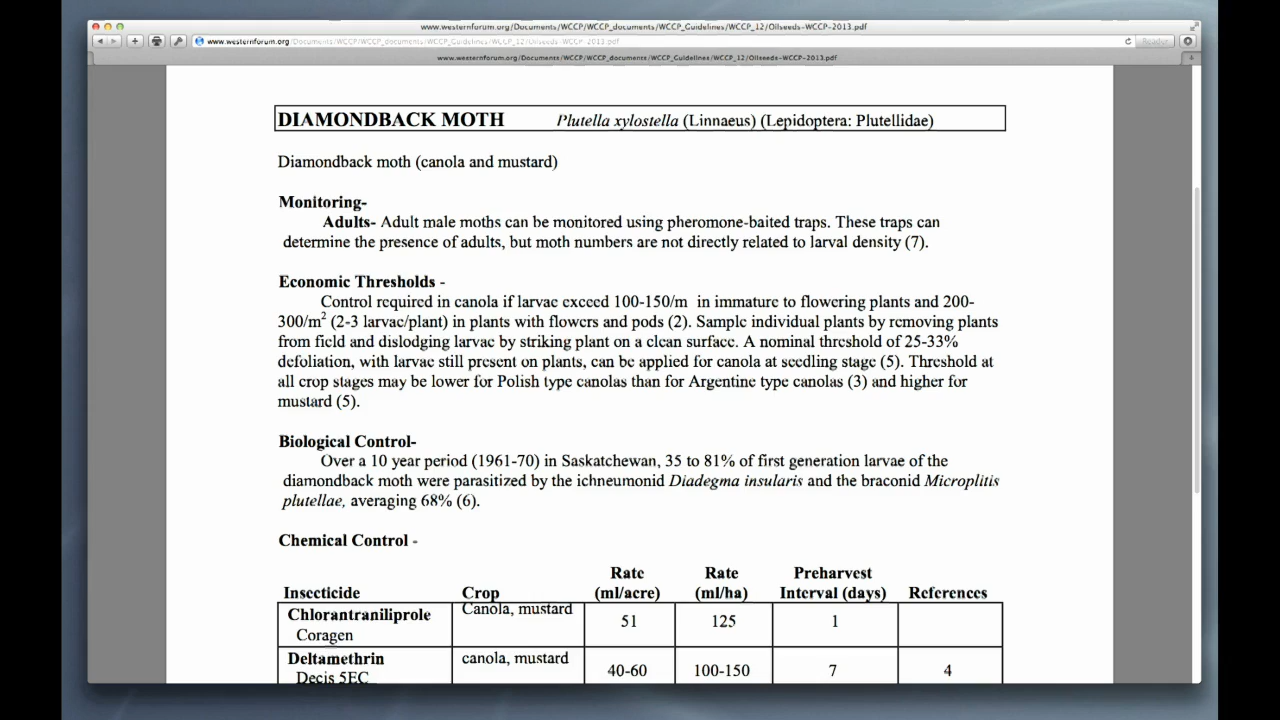 www.westernforum.org/Documents/WCCP/WCCP_documents/WCCP_Guidelines/WCCP_12/Oilseeds-WCCP-2013.pdf
www.westernforum.org/Documents/WCCP/WCCP_documents/WCCP_Guidelines/WCCP_12/Oilseeds-WCCP-2013.pdf Reader
www.westernforum.org/Documents/WCCP/WCCP_documents/WCCP_Guidelines/WCCP_12/Oilseeds-WCCP-2013.pdf
DIAMONDBACK MOTH Plutella xylostella (Linnaeus) (Lepidoptera: Plutellidae)
Diamondback moth (canola and mustard)
Monitoring-
Adults- Adult male moths can be monitored using pheromone-baited traps. These traps can
determine the presence of adults, but moth numbers are not directly related to larval density (7).
Economic Thresholds -
Control required in canola if larvae exceed 100-150/m in immature to flowering plants and 200-
300/m² (2-3 larvae/plant) in plants with flowers and pods (2). Sample individual plants by removing plants
from field and dislodging larvae by striking plant on a clean surface. A nominal threshold of 25-33%
defoliation, with larvae still present on plants, can be applied for canola at seedling stage (5). Threshold at
all crop stages may be lower for Polish type canolas than for Argentine type canolas (3) and higher for
mustard (5).
Biological Control-
Over a 10 year period (1961-70) in Saskatchewan, 35 to 81% of first generation larvae of the
diamondback moth were parasitized by the ichneumonid Diadegma insularis and the braconid Microplitis
plutellae, averaging 68% (6).
Chemical Control -
Rate Rate Preharvest
Insecticide Crop (ml/acre) (ml/ha) Interval (days) References
Chlorantraniliprole Canola, mustard 51 125 1
Coragen
Deltamethrin canola, mustard 40-60 100-150 7 4
Decis 5EC